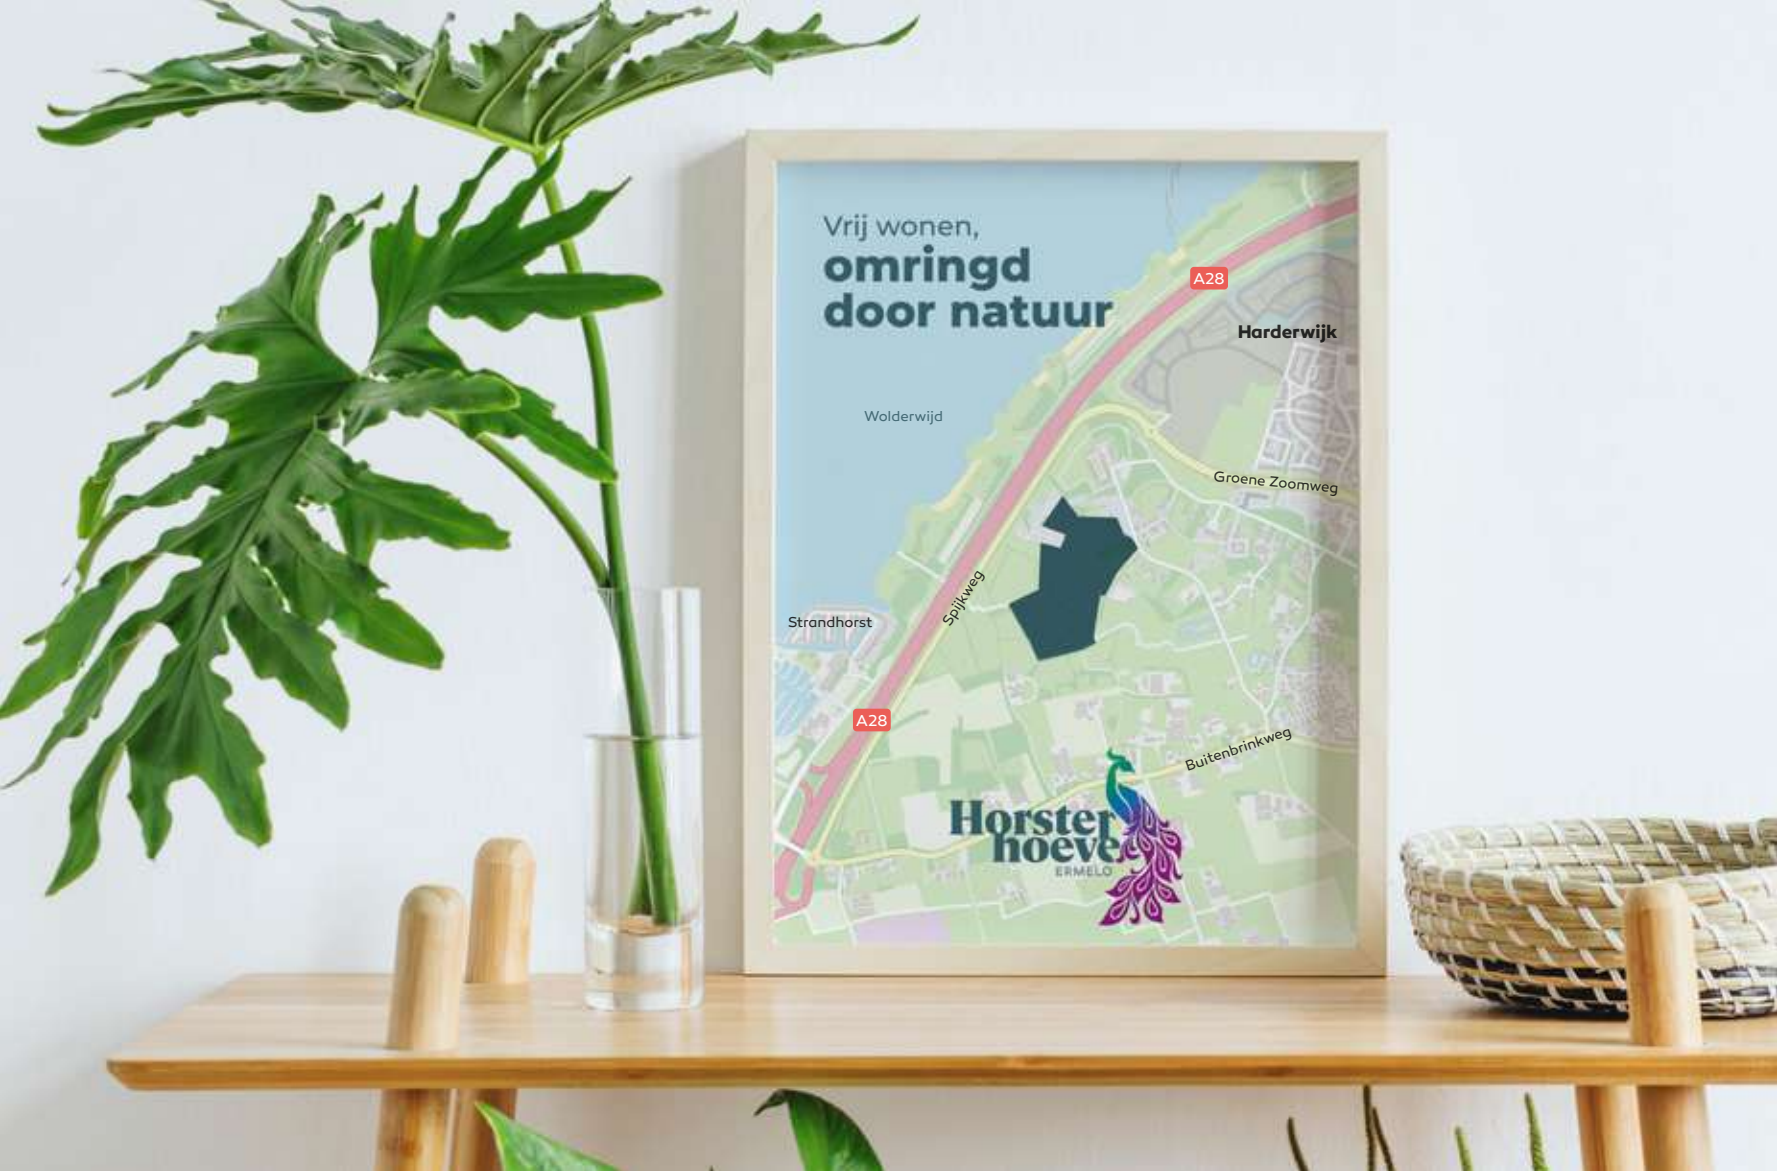 Vrij wonen,
omringd
door natuur
A28
Harderwijk
Wolderwijd
Groene Zoomweg
Spijkweg
Strandhorst
A28
Buitenbrinkweg
Horster
hoeve
ERMELO